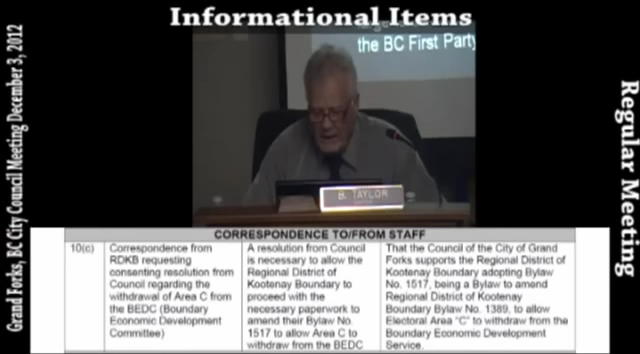 Informational Items
Grand Forks, BC City Council Meeting December 3, 2012
Regular Meeting
the BC First Party
B. TAYLOR
CORRESPONDENCE TO/FROM STAFF
10(c)
Correspondence from
RDKB requesting
consenting resolution from
Council regarding the
withdrawal of Area C from
the BEDC (Boundary
Economic Development
Committee)
A resolution from Council
is necessary to allow the
Regional District of
Kootenay Boundary to
proceed with the
necessary paperwork to
amend their Bylaw No.
1517 to allow Area C to
withdraw from the BEDC
That the Council of the City of Grand
Forks supports the Regional District of
Kootenay Boundary adopting Bylaw
No. 1517, being a Bylaw to amend
Regional District of Kootenay
Boundary Bylaw No. 1389, to allow
Electoral Area "C" to withdraw from the
Boundary Economic Development
Service.